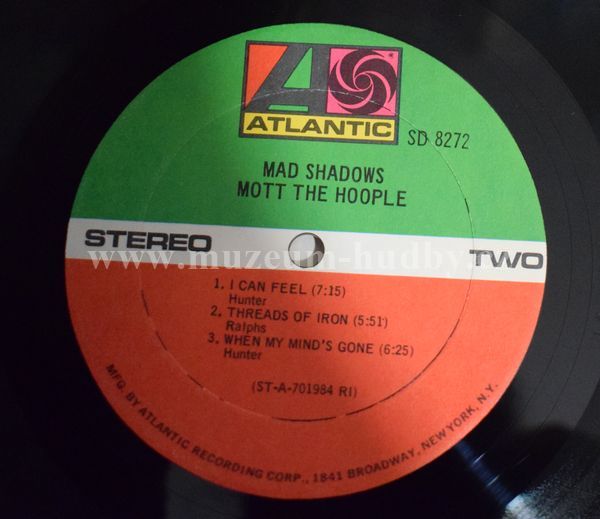 ATLANTIC
SD 8272
MAD SHADOWS
MOTT THE HOOPLE
STEREO
TWO
www.muzeum-hudby.
1. I CAN FEEL (7:15)
Hunter
2. THREADS OF IRON (5:51)
Ralphs
3. WHEN MY MIND'S GONE (6:25)
Hunter
(ST-A-701984 RI)
MFG. BY ATLANTIC RECORDING CORP., 1841 BROADWAY, NEW YORK, N.Y.